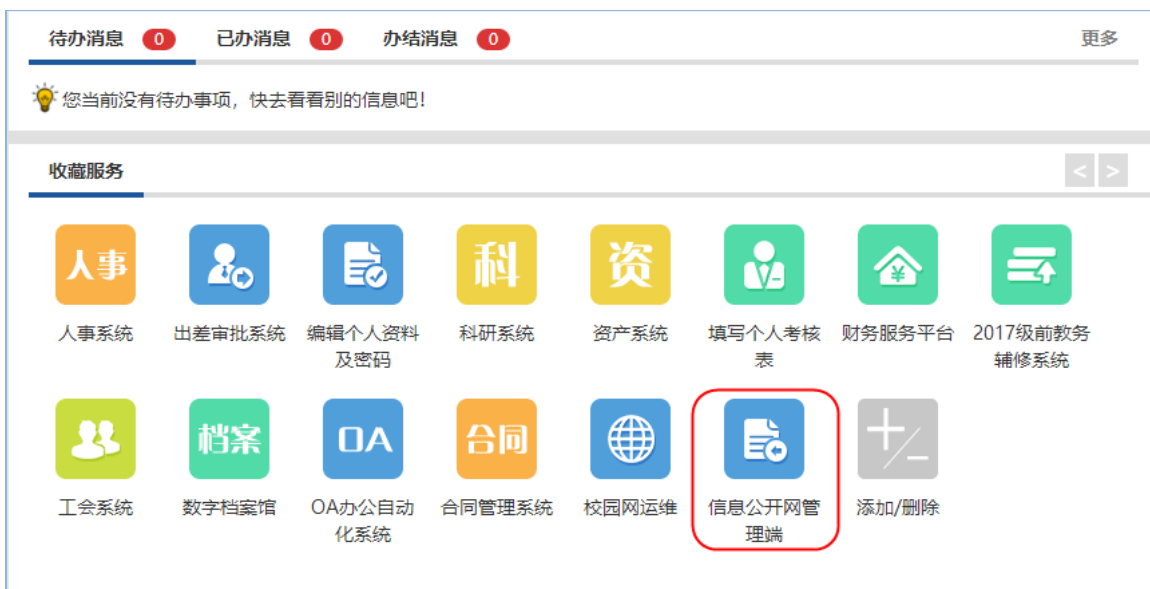 待办消息 0 已办消息 0 办结消息 0 更多
您当前没有待办事项，快去看看别的信息吧！
收藏服务 < >
人事 科 资
人事系统 出差审批系统 编辑个人资料 科研系统 资产系统 填写个人考核 财务服务平台 2017级前教务
及密码 表 辅修系统
档案 OA 合同
工会系统 数字档案馆 OA办公自动 合同管理系统 校园网运维 信息公开网管 添加/删除
化系统 理端